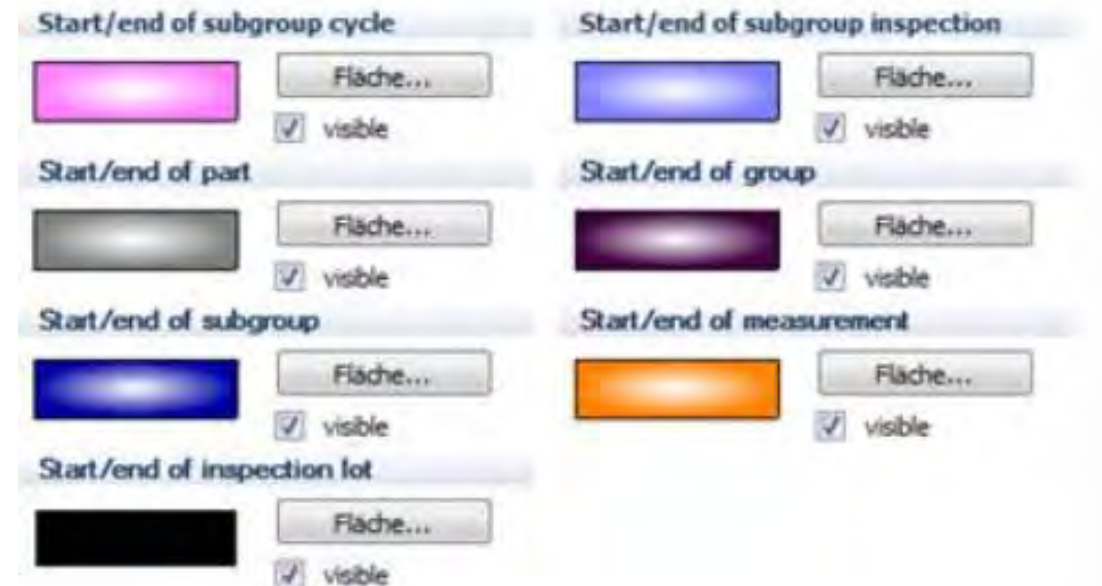 Start/end of subgroup cycle
Start/end of subgroup inspection
Fläche...
Fläche...
visible
visible
Start/end of part
Start/end of group
Fläche...
Fläche...
visible
visible
Start/end of subgroup
Start/end of measurement
Fläche...
Fläche...
visible
visible
Start/end of inspection lot
Fläche...
visible